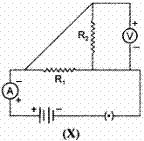 +
V
−
R₂
R₁
−
A
+
+ −
(•)
(X)